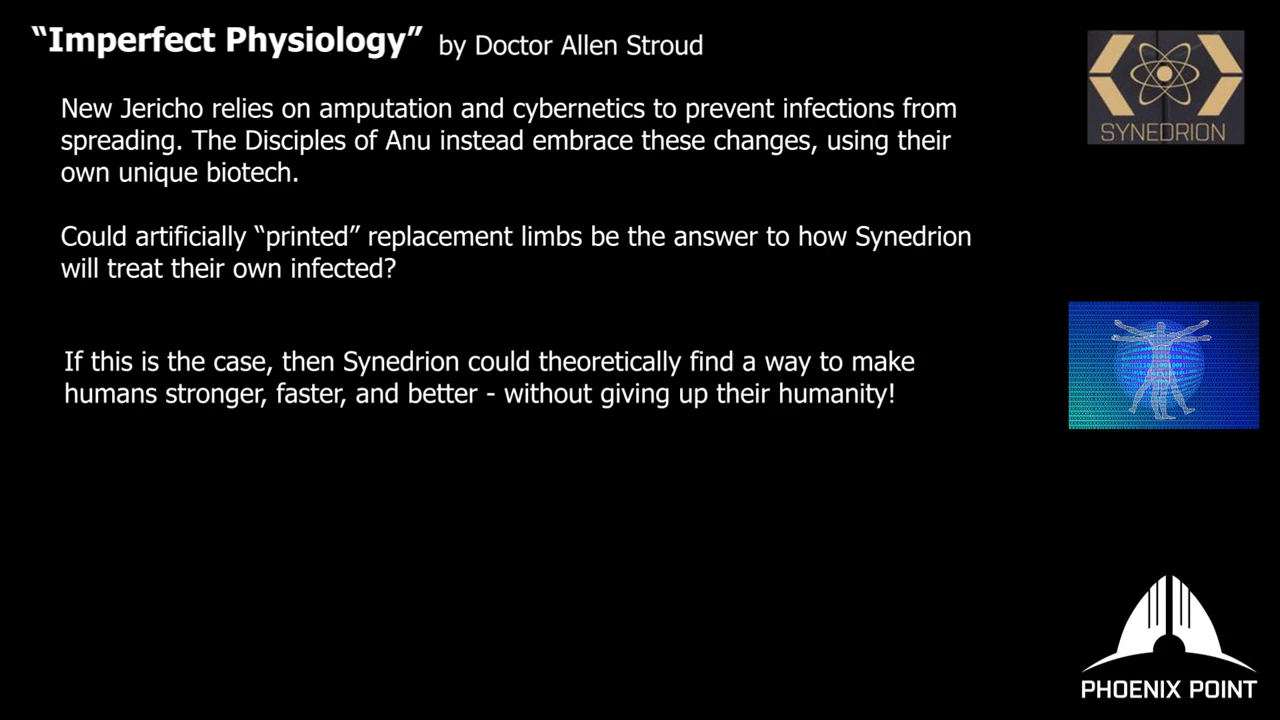 “Imperfect Physiology” by Doctor Allen Stroud
SYNEDRION
New Jericho relies on amputation and cybernetics to prevent infections from
spreading. The Disciples of Anu instead embrace these changes, using their
own unique biotech.
Could artificially “printed” replacement limbs be the answer to how Synedrion
will treat their own infected?
If this is the case, then Synedrion could theoretically find a way to make
humans stronger, faster, and better - without giving up their humanity!
PHOENIX POINT